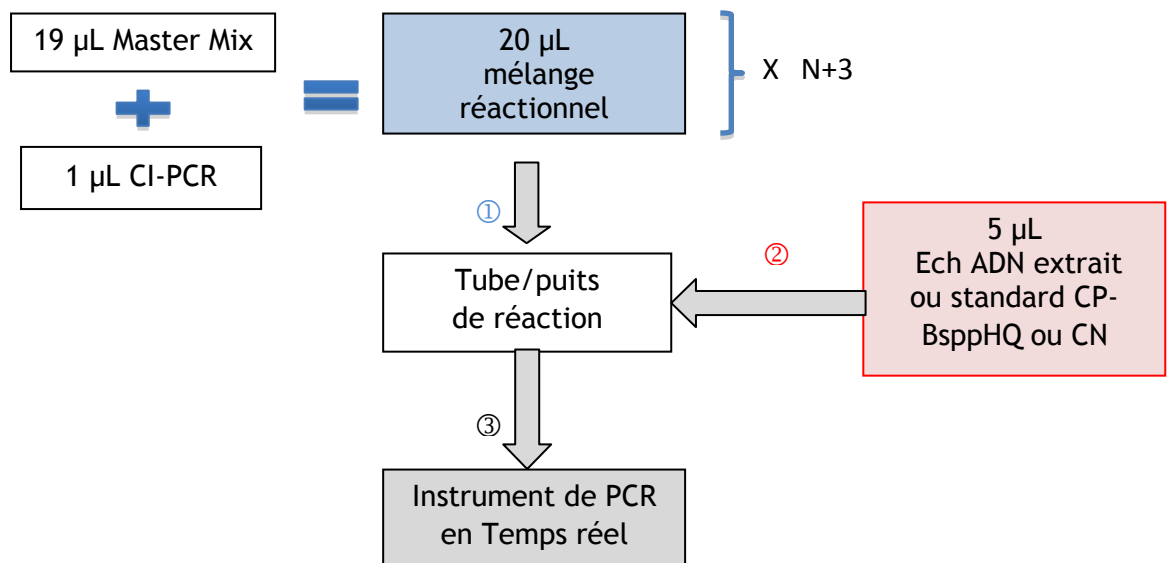 19 µL Master Mix
1 µL CI-PCR
20 µL
mélange
réactionnel
X N+3
①
Tube/puits
de réaction
②
5 µL
Ech ADN extrait
ou standard CP-
BsppHQ ou CN
③
Instrument de PCR
en Temps réel